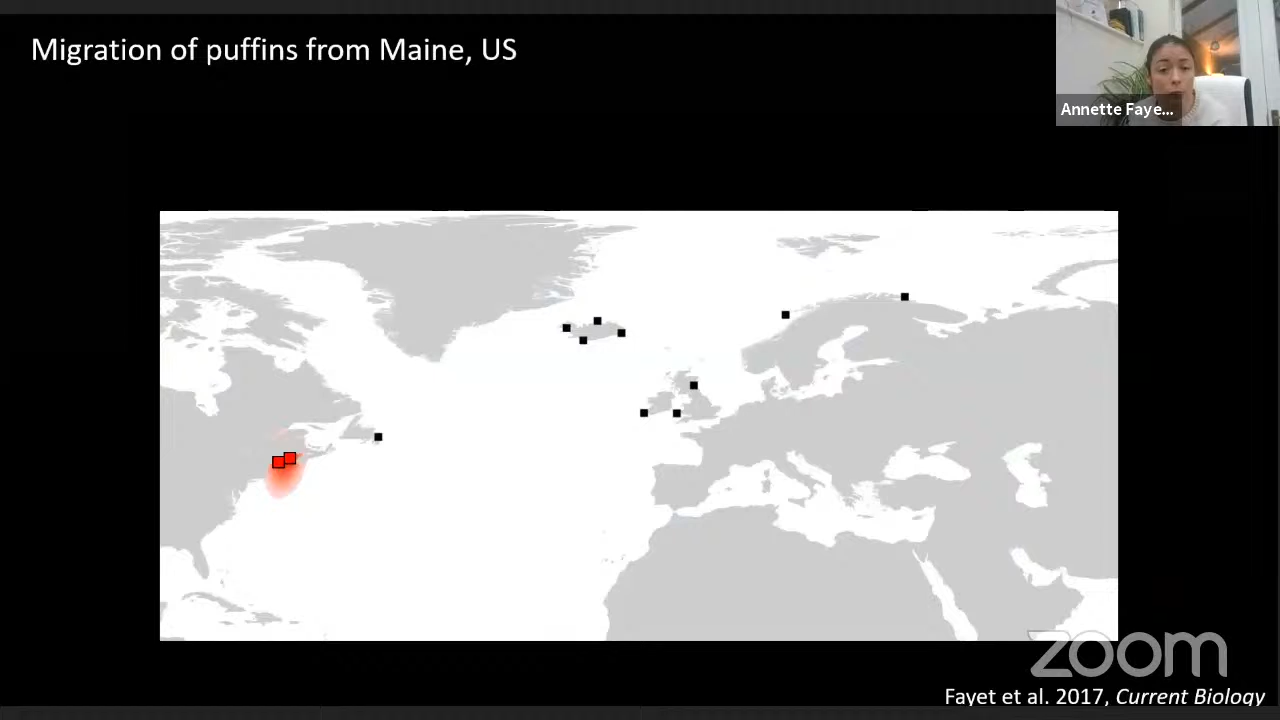 Migration of puffins from Maine, US
Annette Faye...
zoom
Fayet et al. 2017, Current Biology